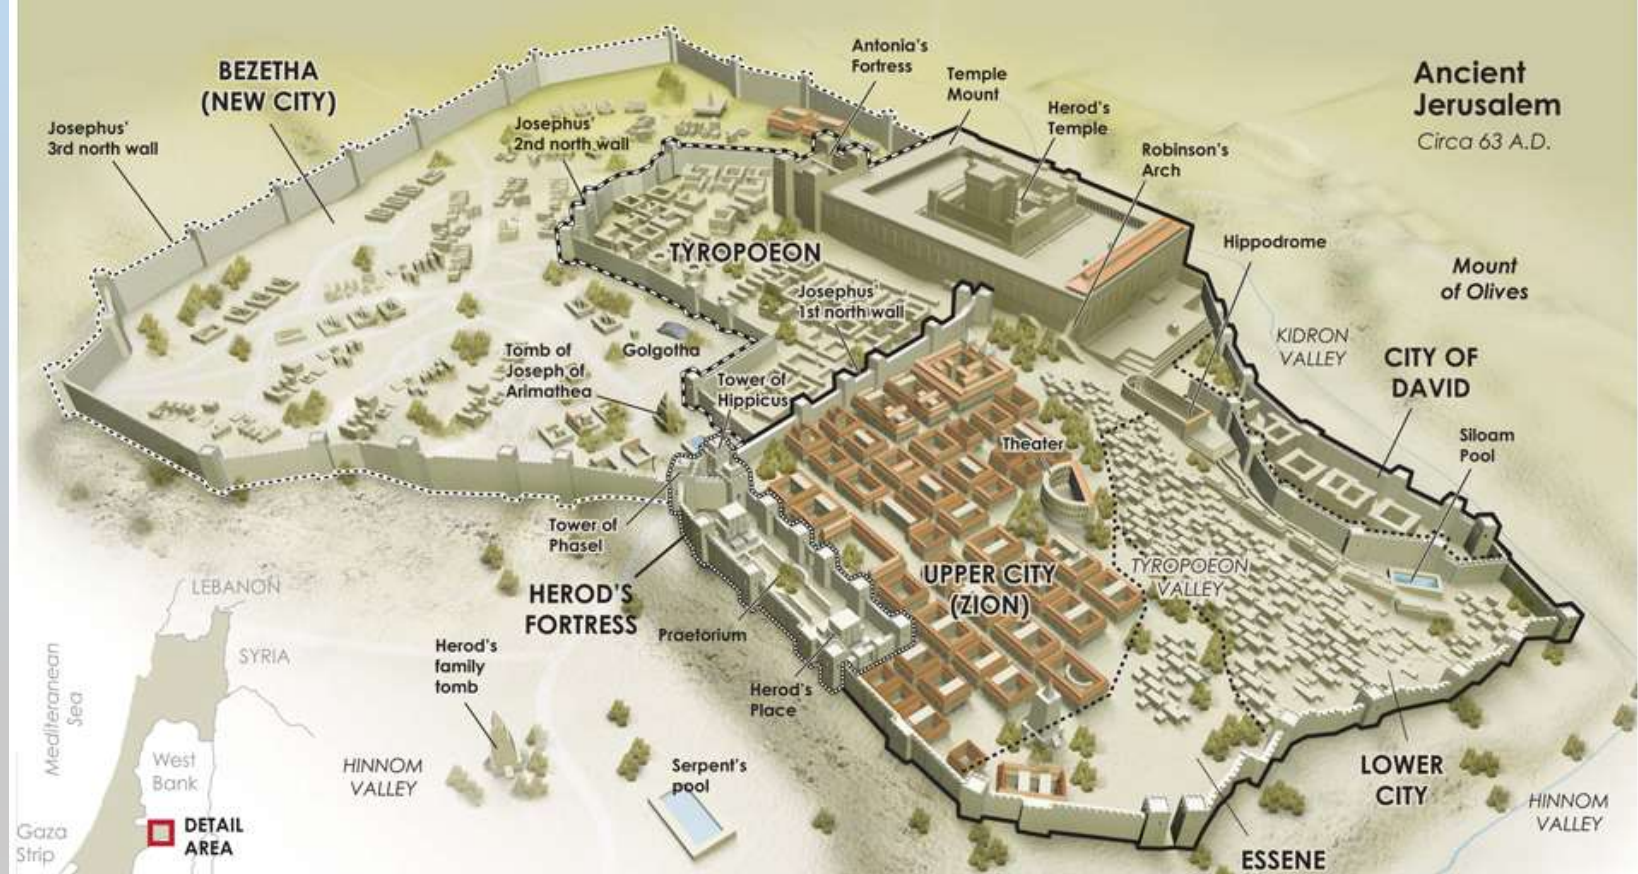 Ancient
Jerusalem
Circa 63 A.D.
BEZETHA
(NEW CITY)
Josephus'
3rd north wall
Josephus'
2nd north wall
Antonia's
Fortress
Temple
Mount
Herod's
Temple
Robinson's
Arch
Hippodrome
Mount
of Olives
TYROPOEON
Josephus'
1st north wall
KIDRON
VALLEY
CITY OF
DAVID
Siloam
Pool
Golgotha
Tomb of
Joseph of
Arimathea
Tower of
Hippicus
Theater
Tower of
Phasel
HEROD'S
FORTRESS
UPPER CITY
(ZION)
TYROPOEON
VALLEY
Praetorium
Herod's
family
tomb
Herod's
Place
HINNOM
VALLEY
Serpent's
pool
LOWER
CITY
HINNOM
VALLEY
ESSENE
LEBANON
SYRIA
Mediteranean
Sea
West
Bank
Gaza
Strip
DETAIL
AREA